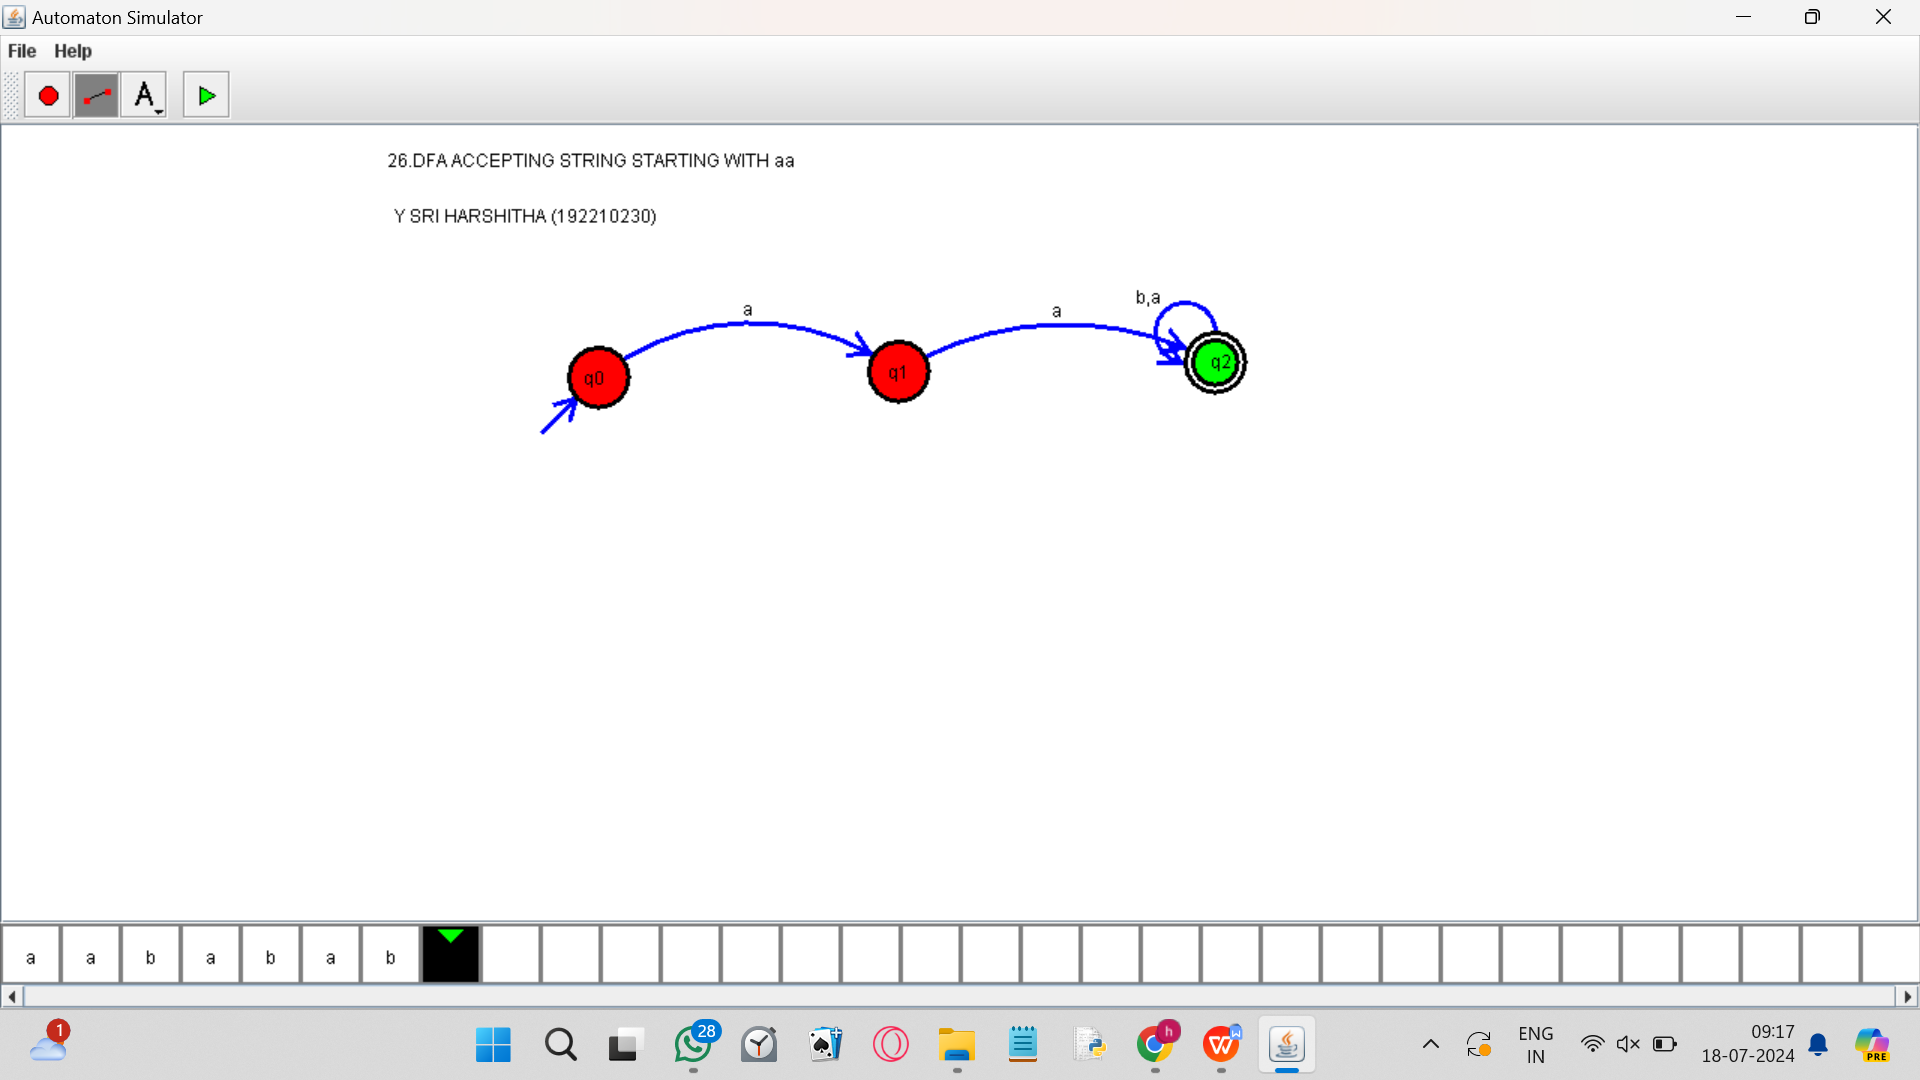 Automaton Simulator
File Help
A
26.DFA ACCEPTING STRING STARTING WITH aa
Y SRI HARSHITHA (192210230)
a
a
b,a
q0
q1
q2
a a b a b a b
1
28
h
W
W
PRE
ENG
IN
09:17
18-07-2024